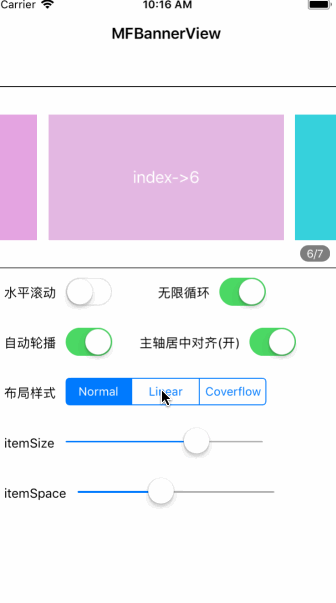 Carrier 10:16 AM
MFBannerView
index->6
6/7
水平滚动 无限循环
自动轮播 主轴居中对齐(开)
布局样式 Normal Linear Coverflow
itemSize
itemSpace